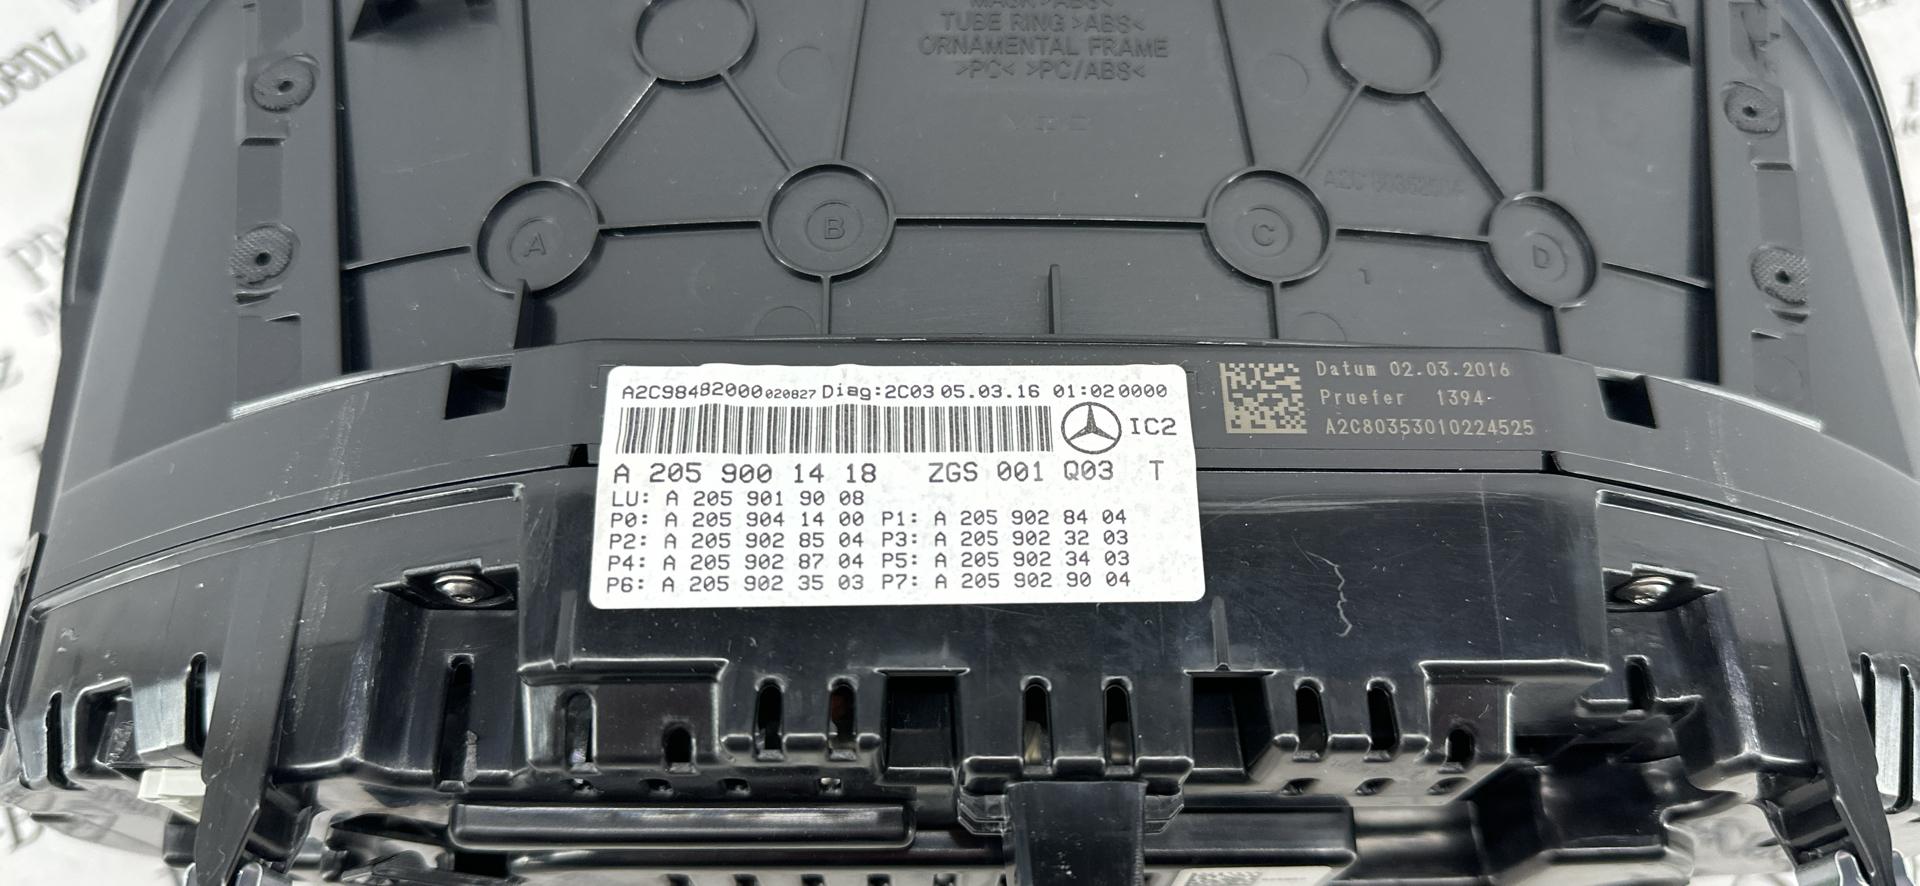 TUBE RING >ABS<
ORNAMENTAL FRAME
>PC< >PC/ABS<
A
B
C
D
A2C98482000020827 Diag:2C03 05.03.16 01:020000
IC2
A 205 900 14 18 ZGS 001 Q03 T
LU: A 205 901 90 08
P0: A 205 904 14 00 P1: A 205 902 84 04
P2: A 205 902 85 04 P3: A 205 902 32 03
P4: A 205 902 87 04 P5: A 205 902 34 03
P6: A 205 902 35 03 P7: A 205 902 90 04
Datum 02.03.2016
Pruefer 1394-
A2C80353010224525